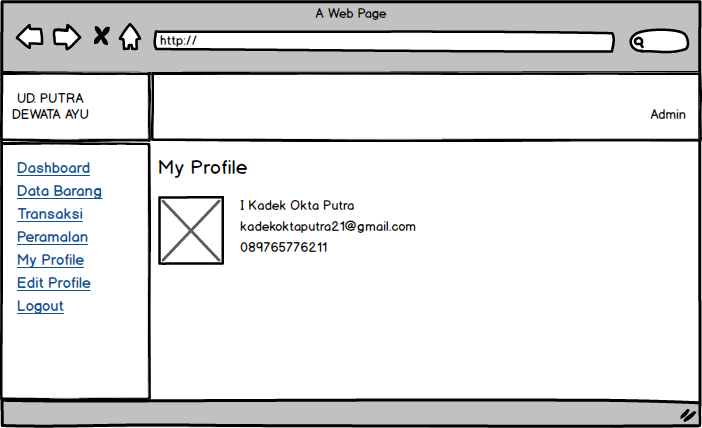 A Web Page
http://
UD. PUTRA
DEWATA AYU
Admin
Dashboard
Data Barang
Transaksi
Peramalan
My Profile
Edit Profile
Logout
My Profile
I Kadek Okta Putra
kadekoktaputra21@gmail.com
089765776211